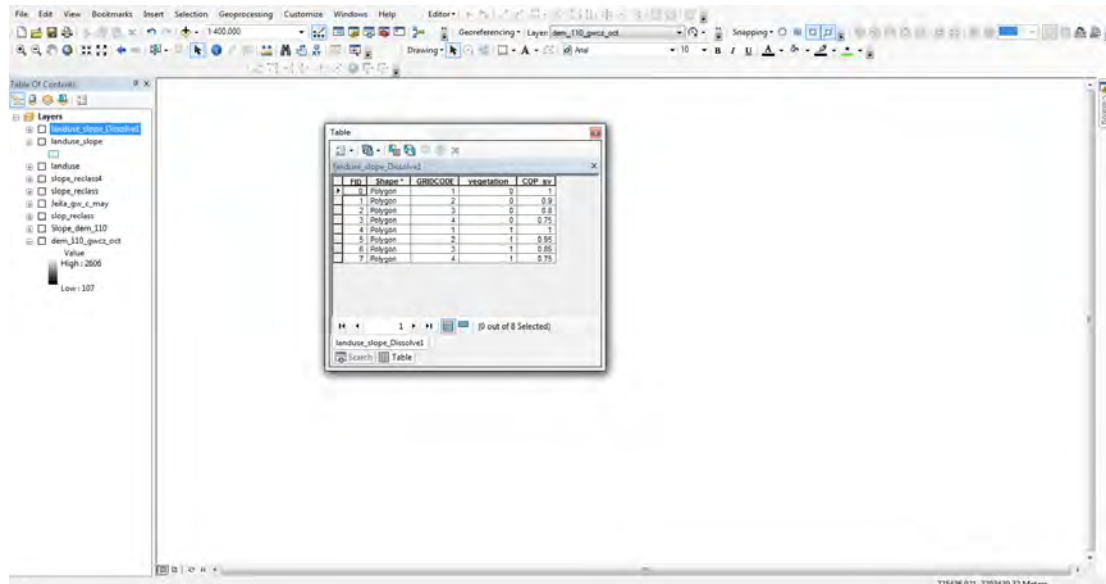 File Edit View Bookmarks Insert Selection Geoprocessing Customize Windows Help Editor
1:400,000 Georeferencing Layer: dem_110_gwcz_oct Snapping
Drawing A Arial 10 B I U A
Table Of Contents
Layers
landuse_slope_Dissolve1
landuse_slope
landuse
slope_reclass4
slope_reclass
Jeita_gw_c_may
slop_reclass
Slope_dem_110
dem_110_gwcz_oct
Value
High : 2606
Low : 107
Table
landuse_slope_Dissolve1
FID Shape * GRIDCODE vegetation COP_sv
0 Polygon 1 0 1
1 Polygon 2 0 0.9
2 Polygon 3 0 0.8
3 Polygon 4 0 0.75
4 Polygon 1 1 1
5 Polygon 2 1 0.95
6 Polygon 3 1 0.85
7 Polygon 4 1 0.75
1 (0 out of 8 Selected)
landuse_slope_Dissolve1
Search Table